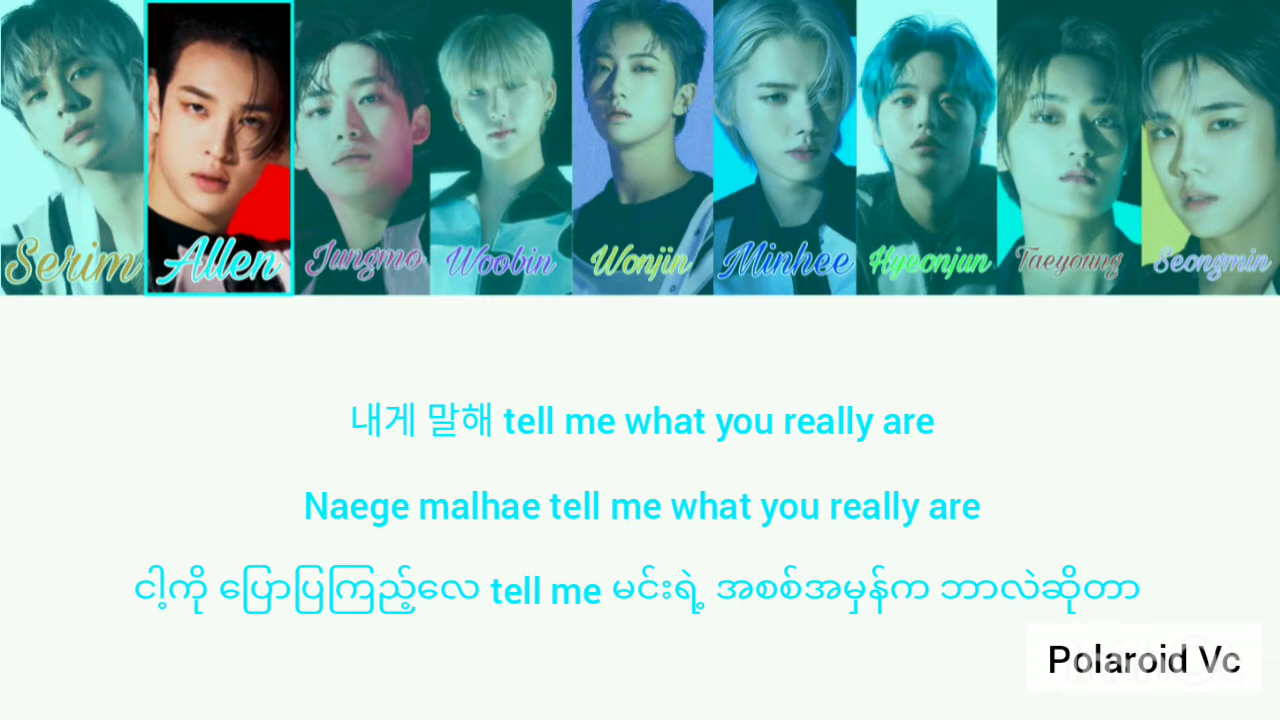 Serim Allen Jungmo Woobin Wonjin Minhee Hyeonjun Taeyoung Seongmin
내게 말해 tell me what you really are
Naege malhae tell me what you really are
ငါ့ကို ပြောပြကြည့်လေ tell me မင်းရဲ့ အစစ်အမှန်က ဘာလဲဆိုတာ
Polaroid Vc